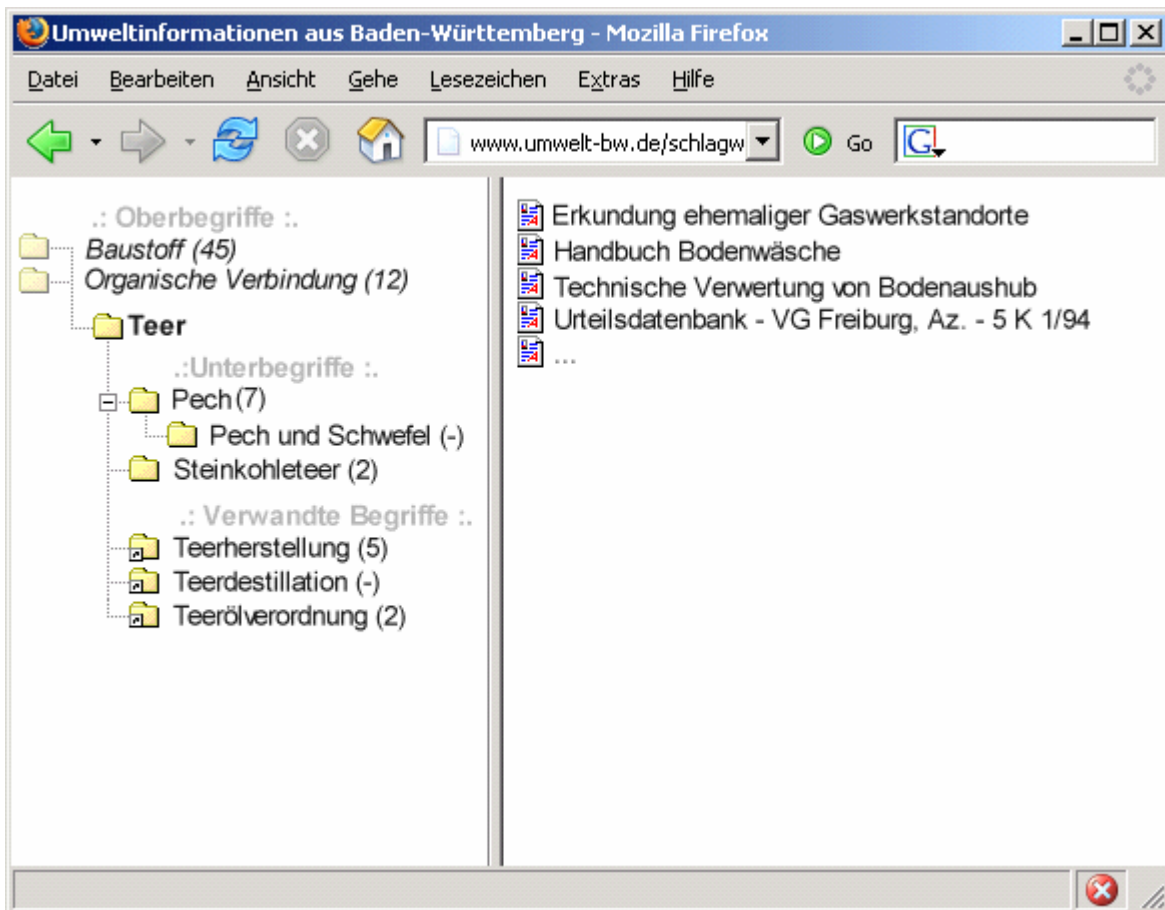 Umweltinformationen aus Baden-Württemberg - Mozilla Firefox
Datei Bearbeiten Ansicht Gehe Lesezeichen Extras Hilfe
www.umwelt-bw.de/schlagw Go G
.: Oberbegriffe :.
Baustoff (45)
Organische Verbindung (12)
Teer
.:Unterbegriffe :.
Pech (7)
Pech und Schwefel (-)
Steinkohleteer (2)
.: Verwandte Begriffe :.
Teerherstellung (5)
Teerdestillation (-)
Teerölverordnung (2)
Erkundung ehemaliger Gaswerkstandorte
Handbuch Bodenwäsche
Technische Verwertung von Bodenaushub
Urteilsdatenbank - VG Freiburg, Az. - 5 K 1/94
...